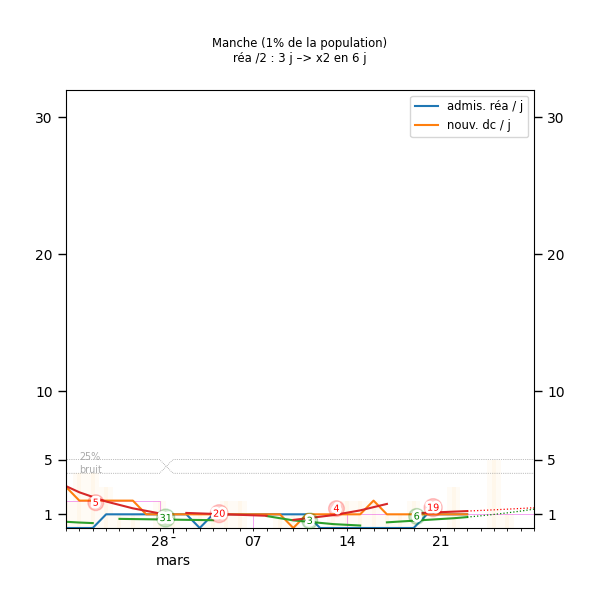 Manche (1% de la population)
réa /2 : 3 j –> x2 en 6 j
admis. réa / j
nouv. dc / j
30 30
20 20
10 10
5 5
25%
bruit
1 1
5 31 20 3 4 6 19
28 07 14 21
mars